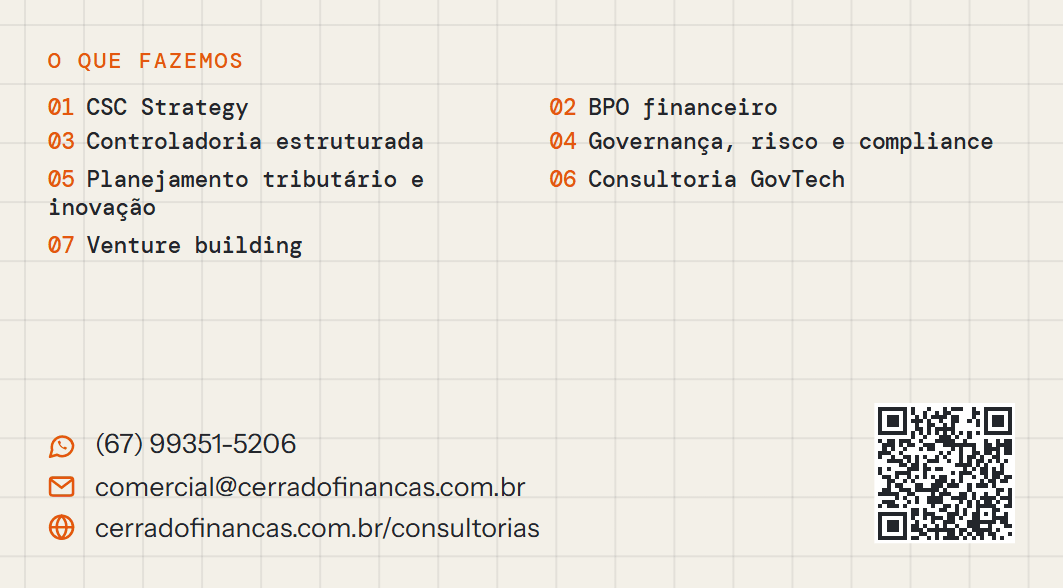 O QUE FAZEMOS
01 CSC Strategy
02 BPO financeiro
03 Controladoria estruturada
04 Governança, risco e compliance
05 Planejamento tributário e
inovação
06 Consultoria GovTech
07 Venture building
(67) 99351-5206
comercial@cerradofinancas.com.br
cerradofinancas.com.br/consultorias